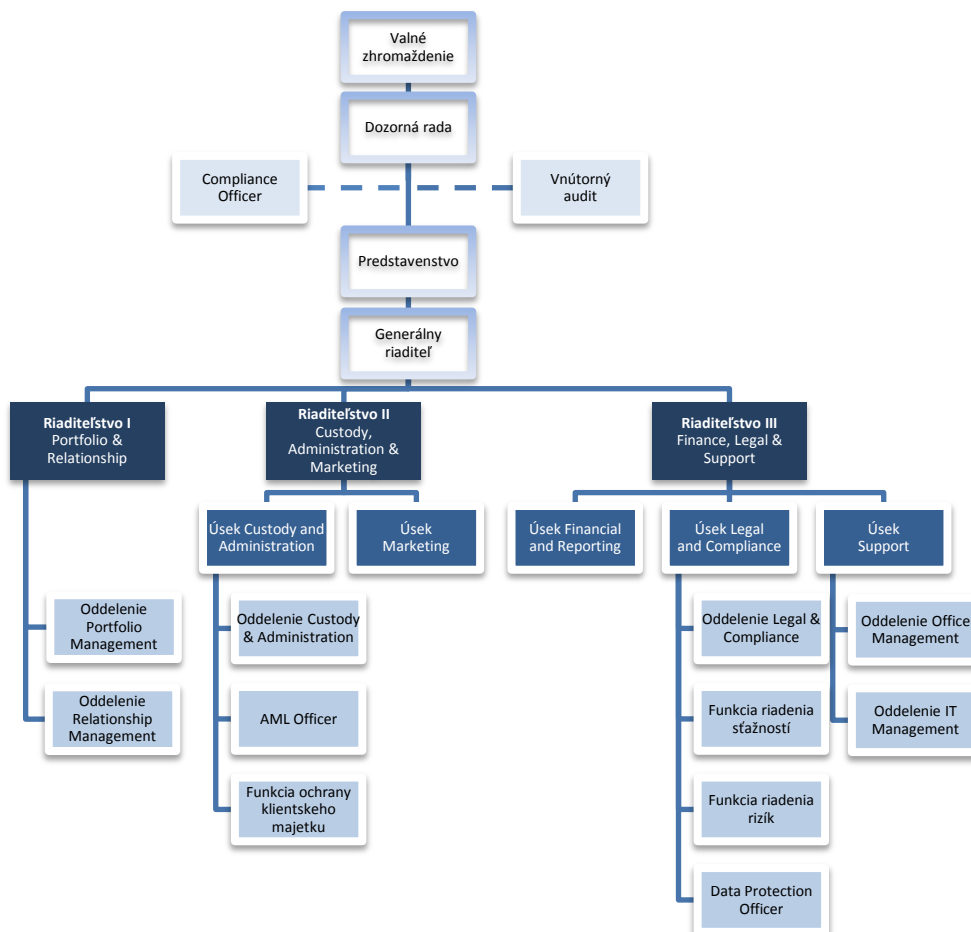 Valné
zhromaždenie
Dozorná rada
Compliance
Officer
Vnútorný
audit
Predstavenstvo
Generálny
riaditeľ
Riaditeľstvo I
Portfolio &
Relationship
Riaditeľstvo II
Custody,
Administration &
Marketing
Riaditeľstvo III
Finance, Legal &
Support
Úsek Custody and
Administration
Úsek
Marketing
Úsek Financial
and Reporting
Úsek Legal
and Compliance
Úsek
Support
Oddelenie
Portfolio
Management
Oddelenie
Relationship
Management
Oddelenie Custody
& Administration
AML Officer
Funkcia ochrany
klientskeho
majetku
Oddelenie Legal &
Compliance
Funkcia riadenia
sťažností
Funkcia riadenia
rizík
Data Protection
Officer
Oddelenie Office
Management
Oddelenie IT
Management